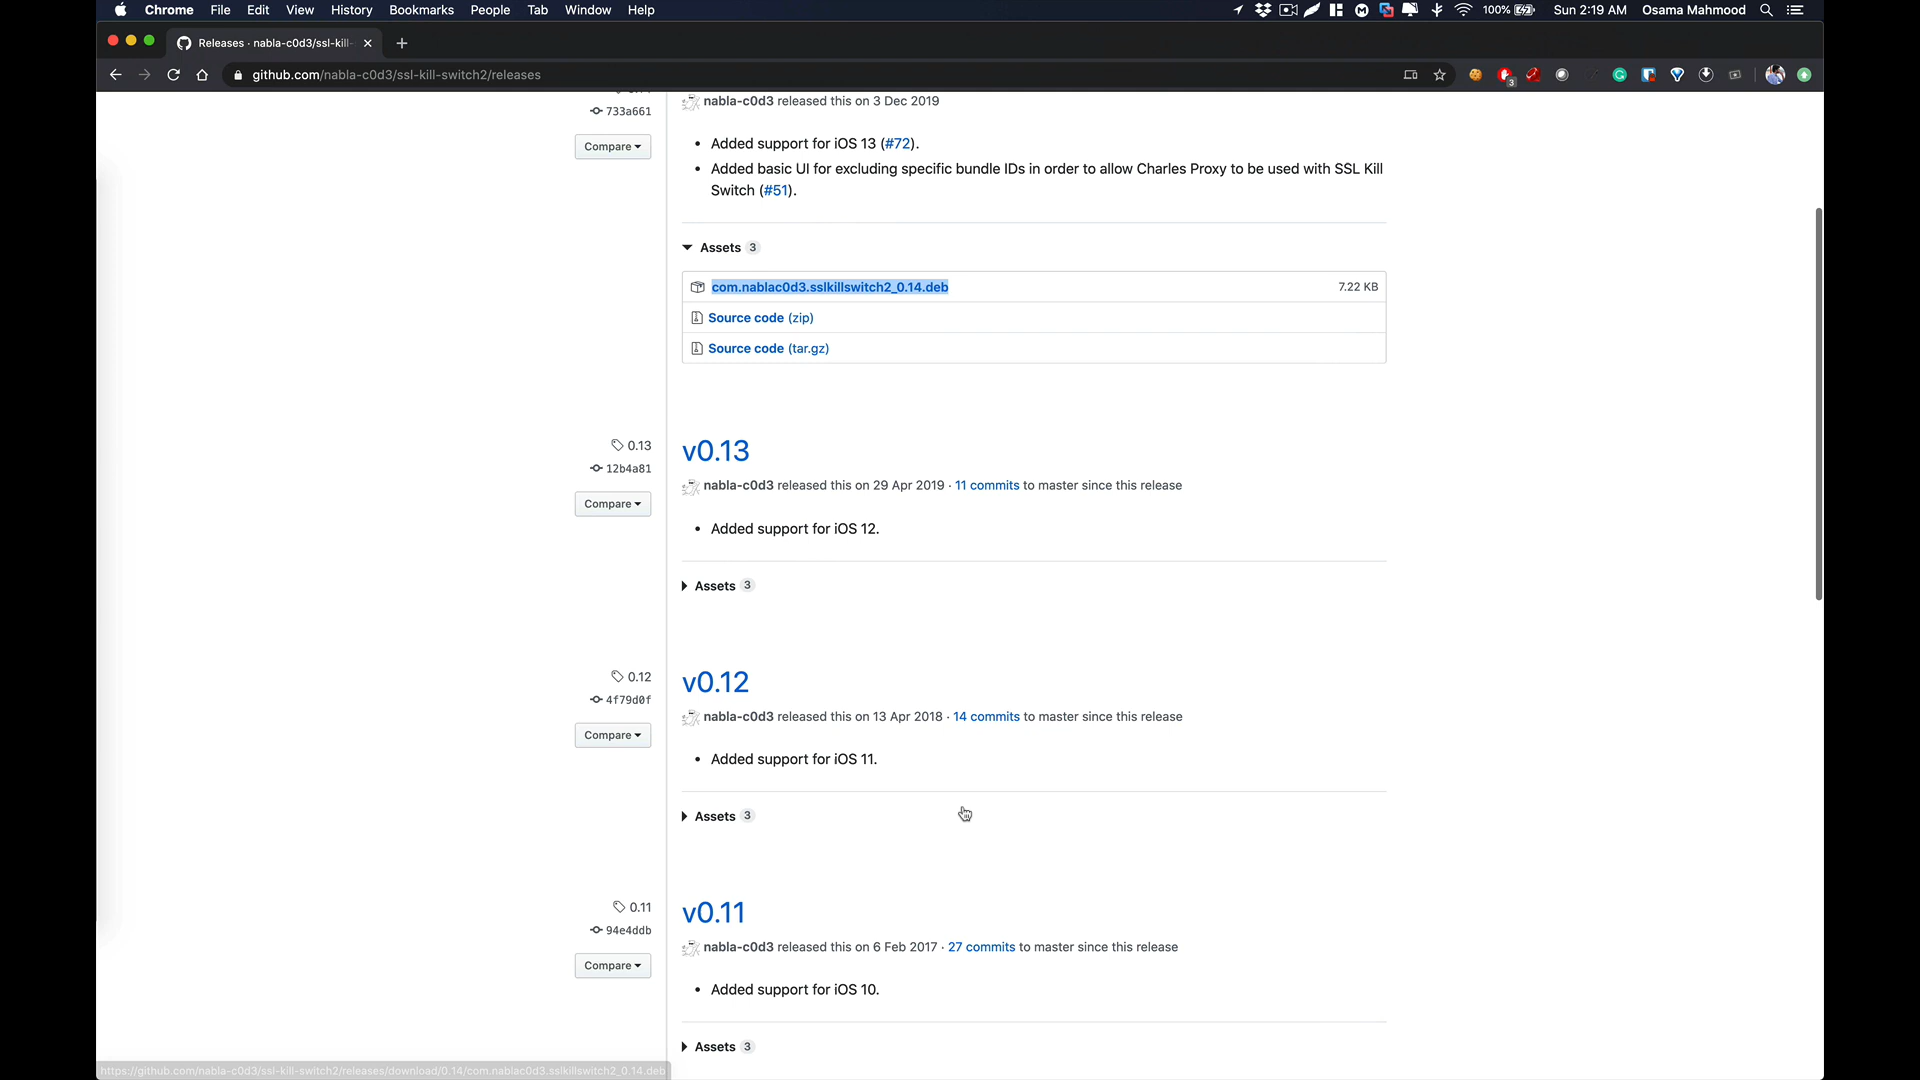 Chrome File Edit View History Bookmarks People Tab Window Help 100% Sun 2:19 AM Osama Mahmood
Releases · nabla-c0d3/ssl-kill-
github.com/nabla-c0d3/ssl-kill-switch2/releases
3
nabla-c0d3 released this on 3 Dec 2019
733a661
Compare
• Added support for iOS 13 (#72).
• Added basic UI for excluding specific bundle IDs in order to allow Charles Proxy to be used with SSL Kill
Switch (#51).
Assets 3
com.nablac0d3.sslkillswitch2_0.14.deb 7.22 KB
Source code (zip)
Source code (tar.gz)
0.13
12b4a81
Compare
v0.13
nabla-c0d3 released this on 29 Apr 2019 · 11 commits to master since this release
• Added support for iOS 12.
Assets 3
0.12
4f79d0f
Compare
v0.12
nabla-c0d3 released this on 13 Apr 2018 · 14 commits to master since this release
• Added support for iOS 11.
Assets 3
0.11
94e4ddb
Compare
v0.11
nabla-c0d3 released this on 6 Feb 2017 · 27 commits to master since this release
• Added support for iOS 10.
Assets 3
https://github.com/nabla-c0d3/ssl-kill-switch2/releases/download/0.14/com.nablac0d3.sslkillswitch2_0.14.deb